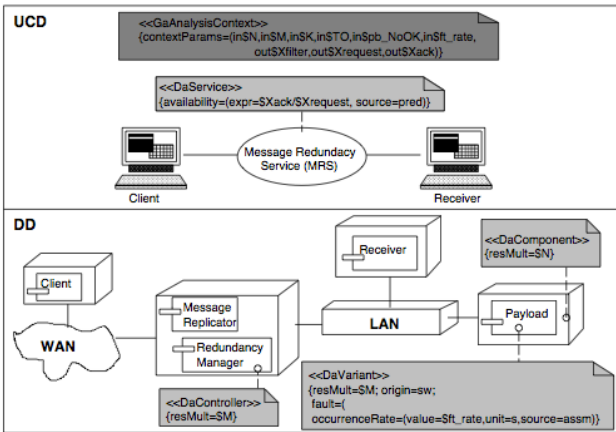 UCD
<<GaAnalysisContext>>
{contextParams=(in$N,in$M,in$K,in$TO,in$pb_NoOK,in$ft_rate,
out$Xfilter,out$Xrequest,out$Xack)}
<<DaService>>
{availability=(expr=$Xack/$Xrequest, source=pred)}
Message Redundacy
Service (MRS)
Client
Receiver
DD
Client
WAN
Message
Replicator
Redundancy
Manager
<<DaController>>
{resMult=$M}
Receiver
LAN
<<DaComponent>>
{resMult=$N}
Payload
<<DaVariant>>
{resMult=$M; origin=sw;
fault=(
occurrenceRate=(value=$ft_rate,unit=s,source=assm)}